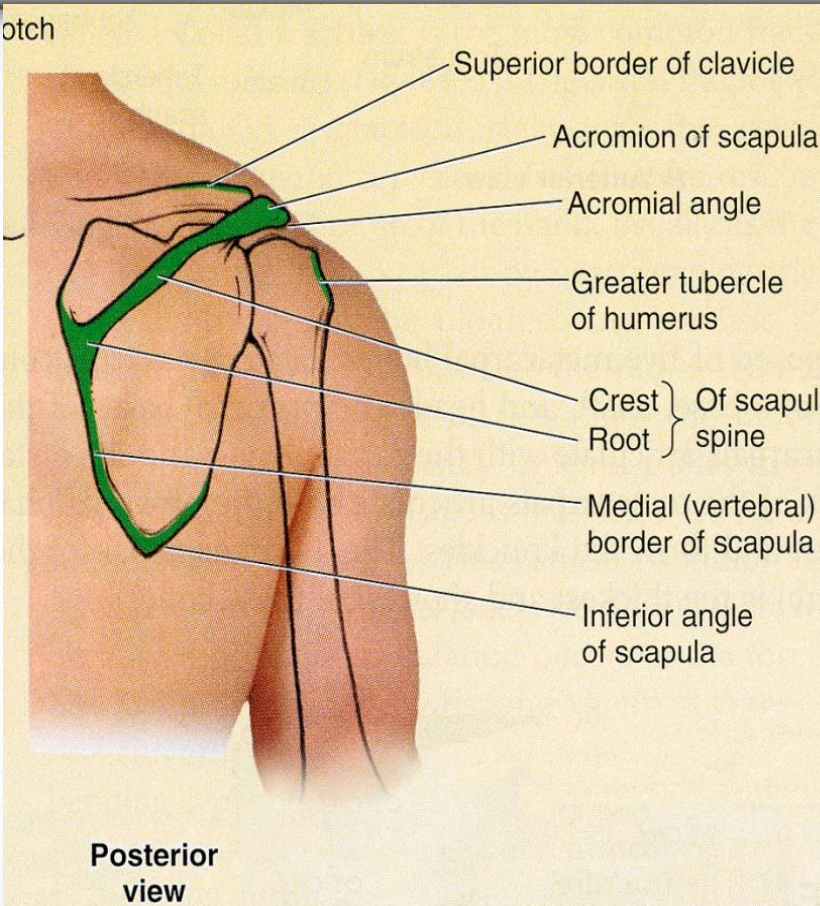 otch
Superior border of clavicle
Acromion of scapula
Acromial angle
Greater tubercle
of humerus
Crest } Of scapul
Root } spine
Medial (vertebral)
border of scapula
Inferior angle
of scapula
Posterior
view